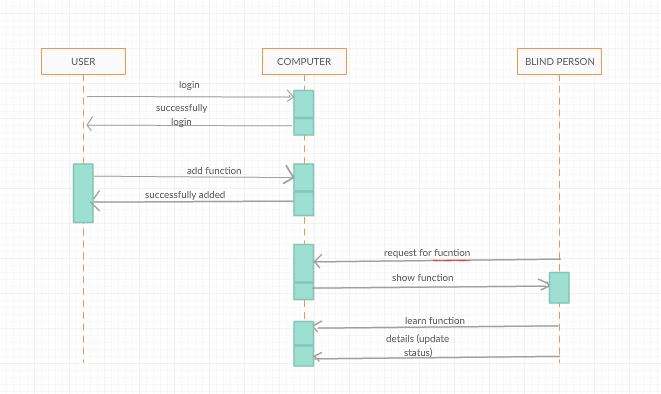 USER
COMPUTER
BLIND PERSON
login
successfully
login
add function
successfully added
request for fucntion
show function
learn function
details (update
status)